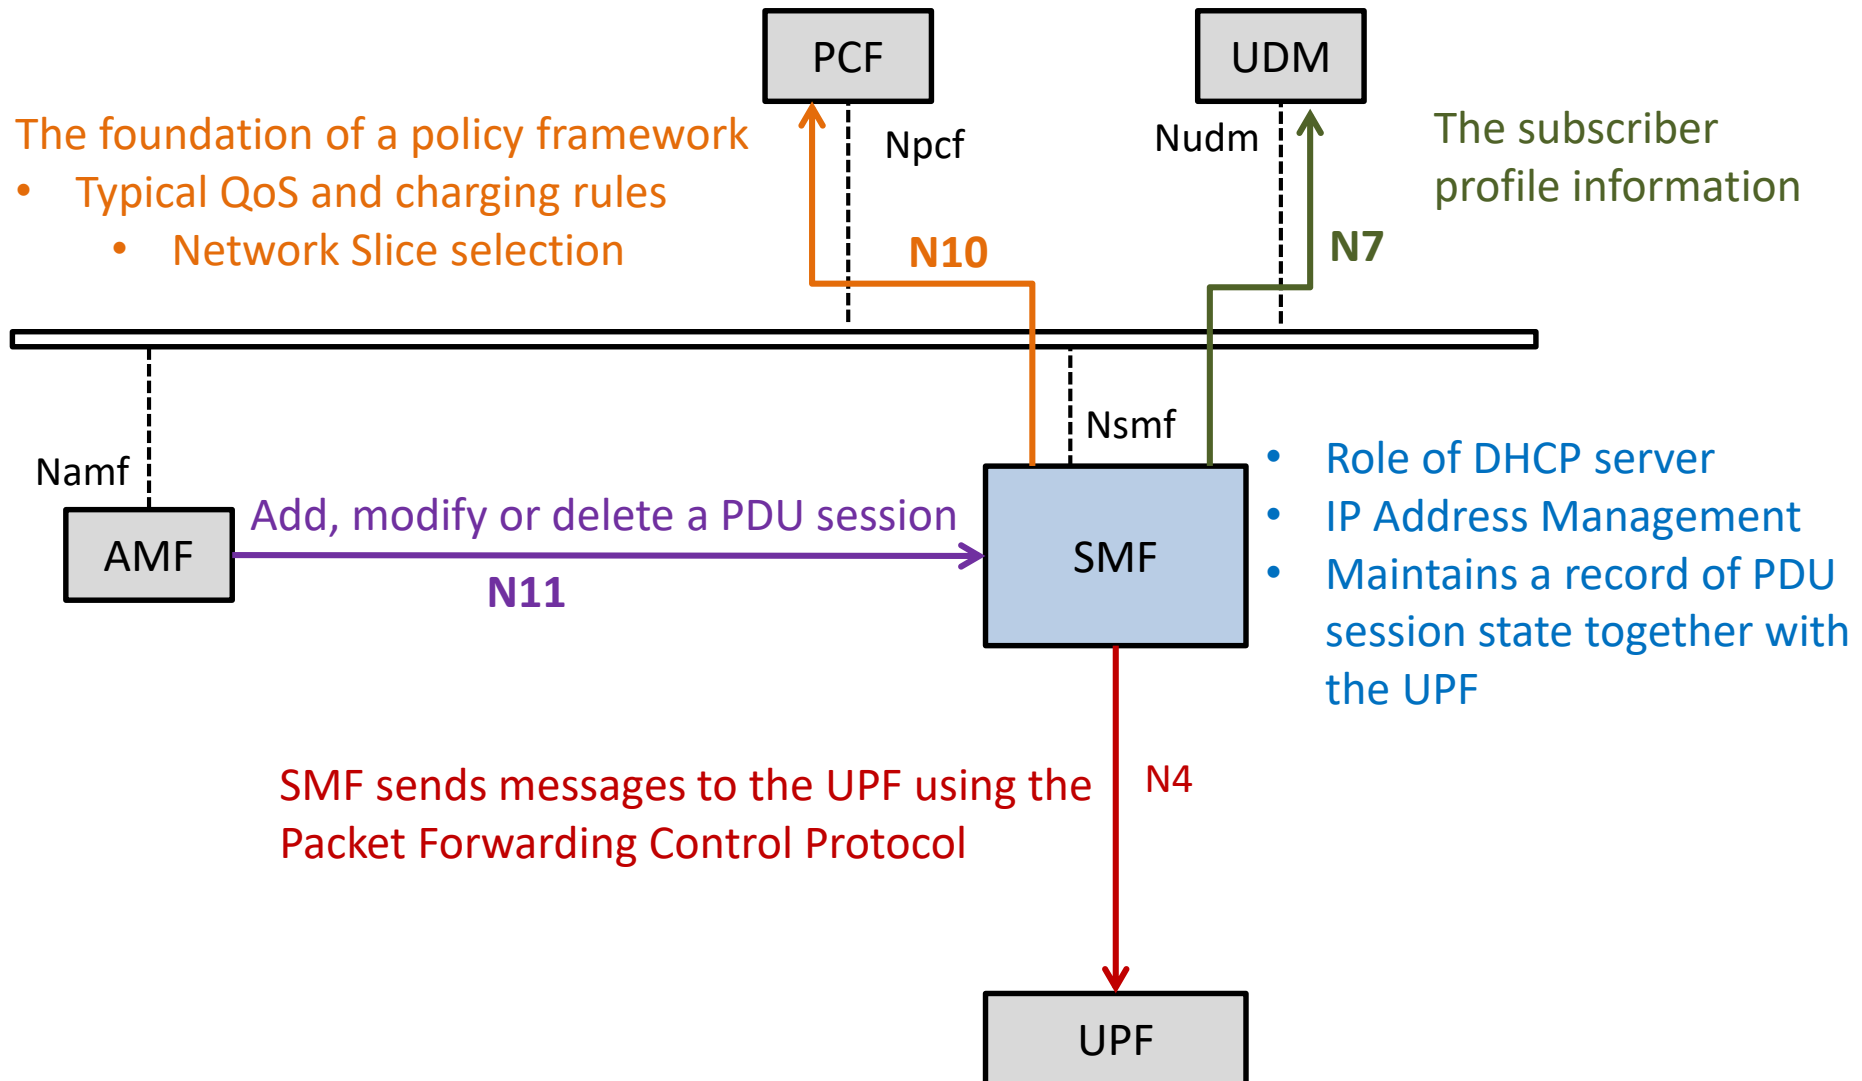 PCF
UDM
The foundation of a policy framework
• Typical QoS and charging rules
• Network Slice selection
Npcf
Nudm
The subscriber
profile information
N10
N7
Namf
Nsmf
AMF
Add, modify or delete a PDU session
N11
SMF
• Role of DHCP server
• IP Address Management
• Maintains a record of PDU
session state together with
the UPF
SMF sends messages to the UPF using the
Packet Forwarding Control Protocol
N4
UPF